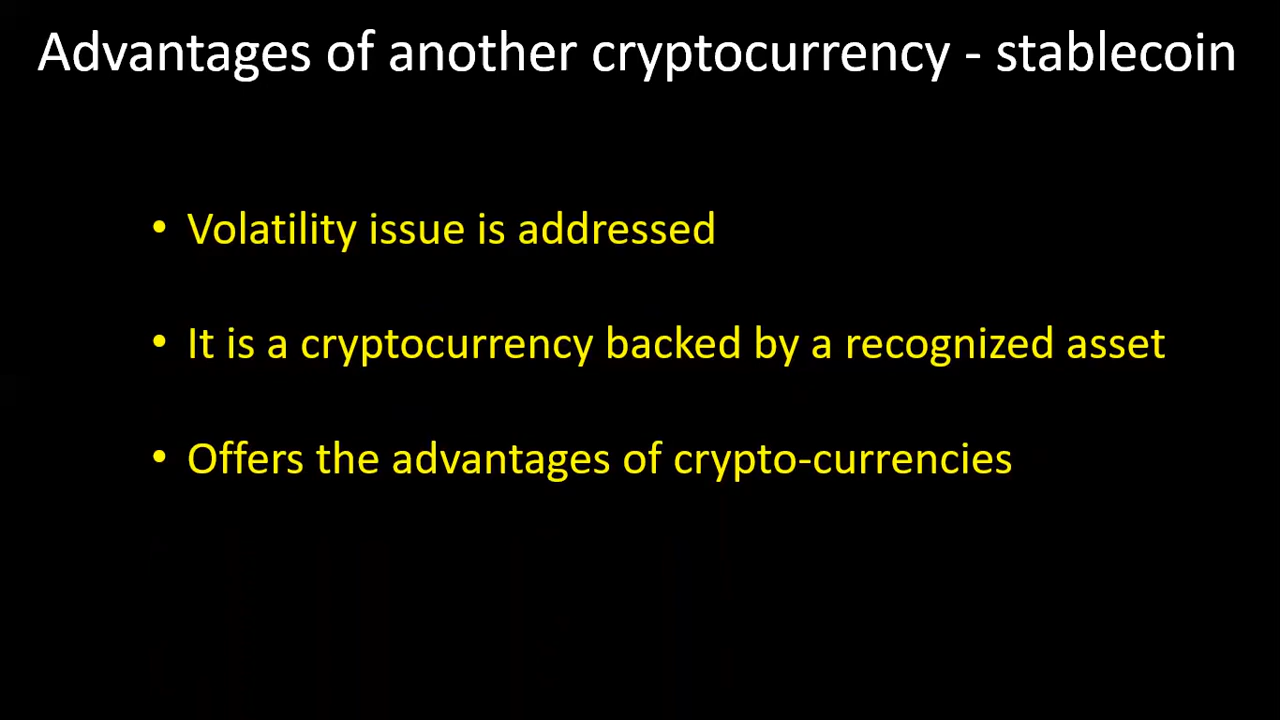 Advantages of another cryptocurrency - stablecoin
• Volatility issue is addressed
• It is a cryptocurrency backed by a recognized asset
• Offers the advantages of crypto-currencies